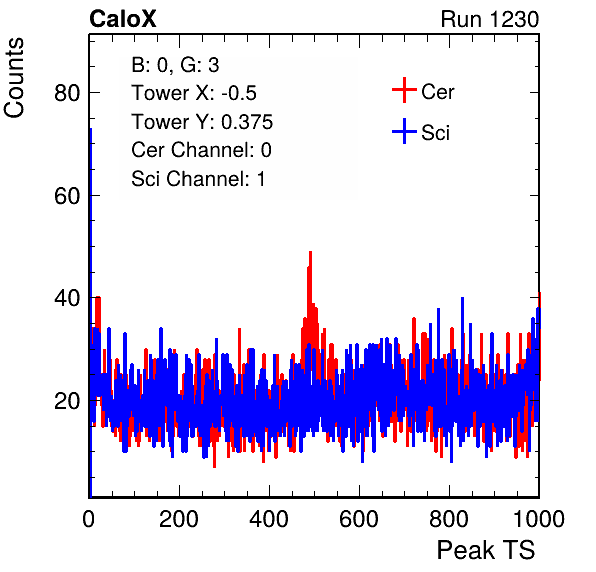 CaloX Run 1230
Counts
B: 0, G: 3
Tower X: -0.5
Tower Y: 0.375
Cer Channel: 0
Sci Channel: 1
Cer
Sci
80
60
40
20
0 200 400 600 800 1000
Peak TS